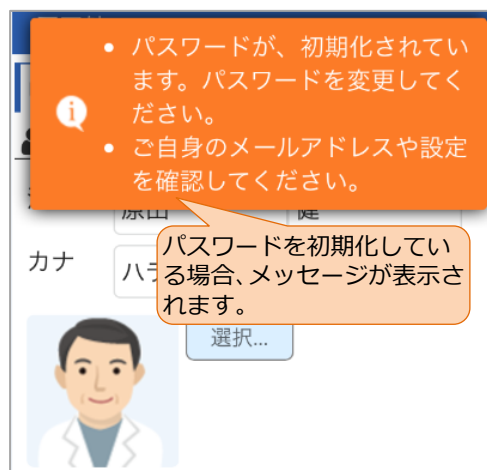 • パスワードが、初期化されてい
ます。パスワードを変更してく
ださい。
• ご自身のメールアドレスや設定
を確認してください。
原田
健
カナ
パスワードを初期化してい
る場合、メッセージが表示さ
れます。
選択...